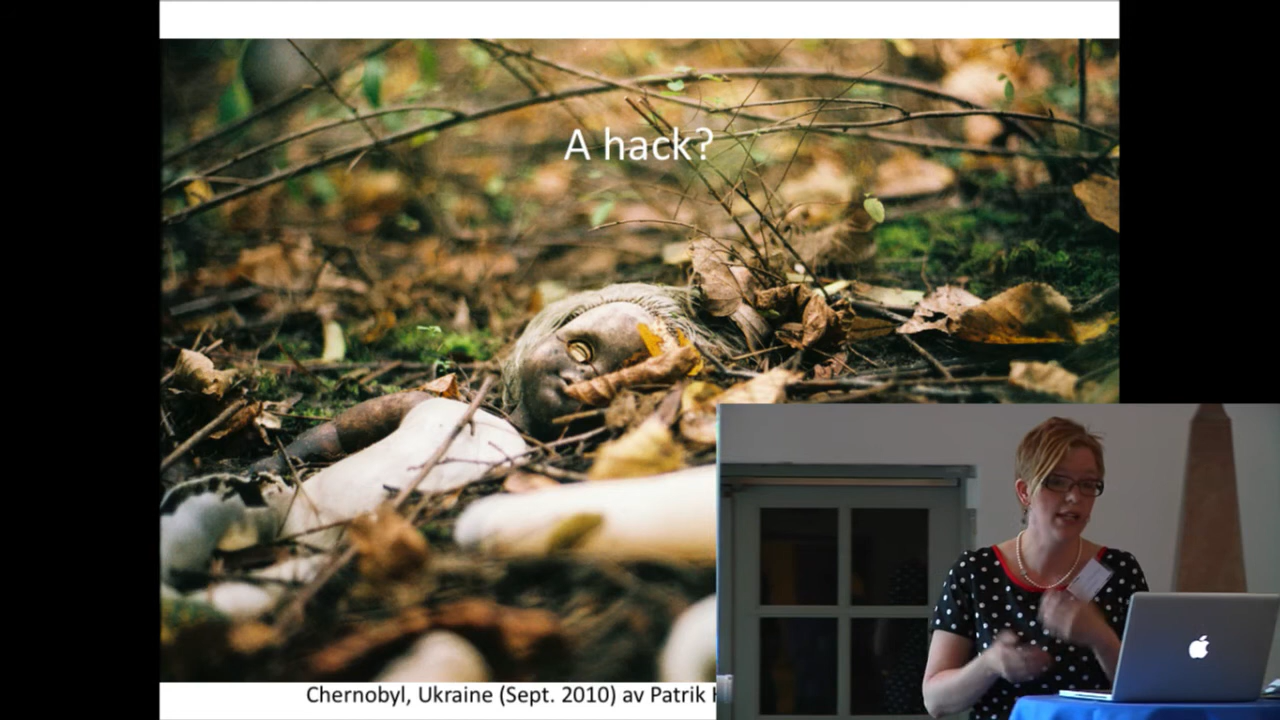 A hack?
Chernobyl, Ukraine (Sept. 2010) av Patrik